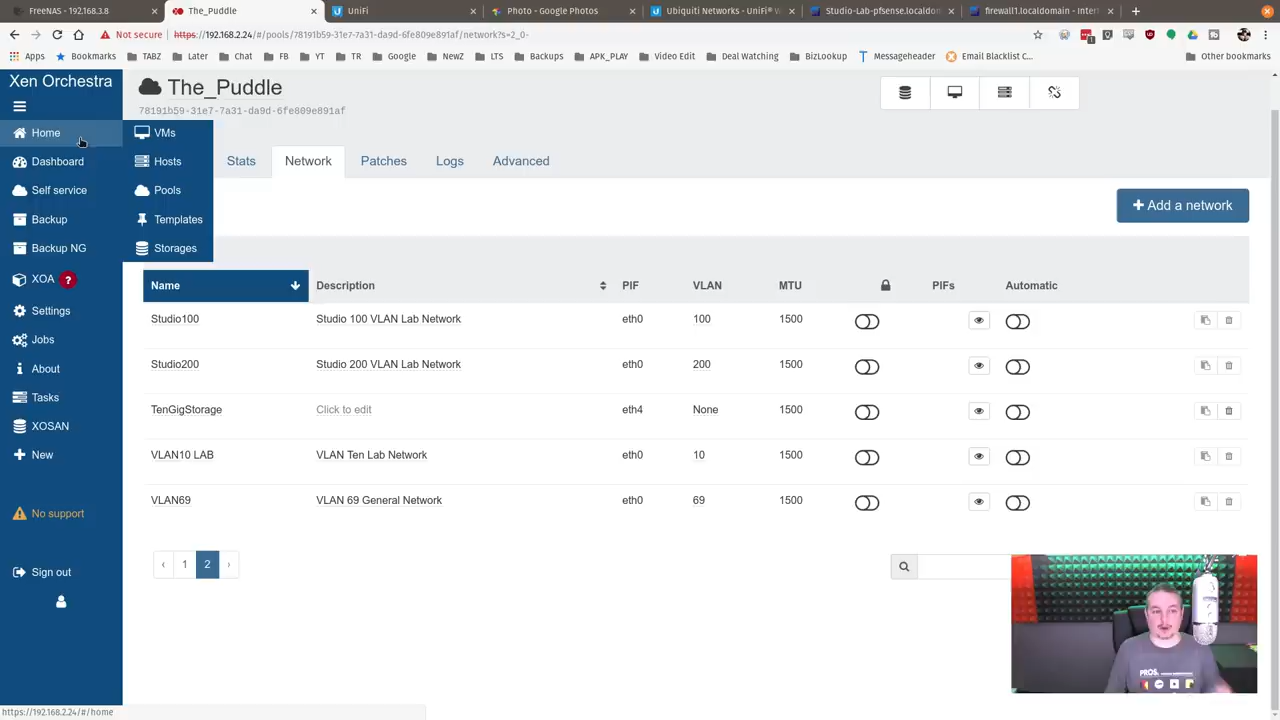 FreeNAS - 192.168.3.8
The_Puddle
UniFi
Photo - Google Photos
Ubiquiti Networks - UniFi®
Studio-Lab-pfsense.localdom
firewall1.localdomain - Inter
Not secure
https://192.168.2.24/#/pools/78191b59-31e7-7a31-da9d-6fe809e891af/network?s=2_0-
Apps
Bookmarks
TABZ
Later
Chat
FB
YT
TR
Google
NewZ
LTS
Backups
APK_PLAY
Video Edit
Deal Watching
BizLookup
Messageheader
Email Blacklist C...
Other bookmarks
Xen Orchestra
The_Puddle
78191b59-31e7-7a31-da9d-6fe809e891af
Home
VMs
Dashboard
Hosts
Stats
Network
Patches
Logs
Advanced
Self service
Pools
Backup
Templates
Add a network
Backup NG
Storages
XOA ?
Settings
Jobs
About
Tasks
XOSAN
New
No support
Sign out
Name
Description
PIF
VLAN
MTU
PIFs
Automatic
Studio100
Studio 100 VLAN Lab Network
eth0
100
1500
Studio200
Studio 200 VLAN Lab Network
eth0
200
1500
TenGigStorage
Click to edit
eth4
None
1500
VLAN10 LAB
VLAN Ten Lab Network
eth0
10
1500
VLAN69
VLAN 69 General Network
eth0
69
1500
‹ 1 2 ›
PROS.
https://192.168.2.24/#/home